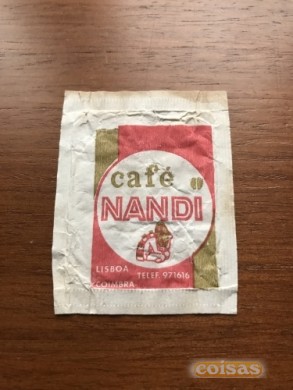 café
NANDI
LISBOA TELEF. 971616
COIMBRA
coisas